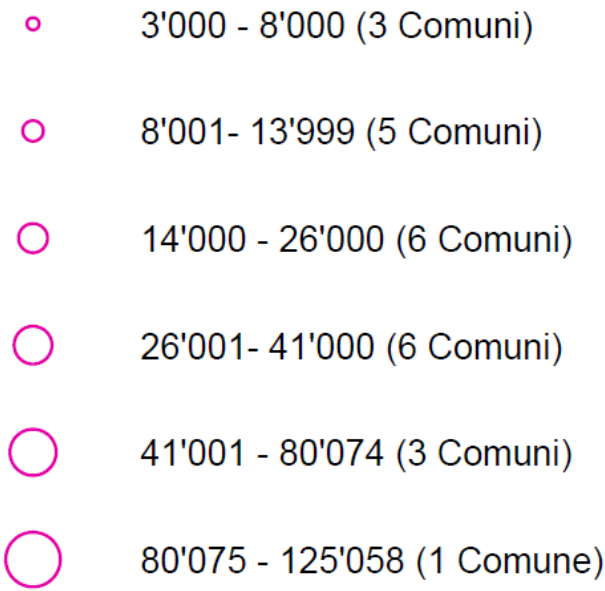 3'000 - 8'000 (3 Comuni)
8'001- 13'999 (5 Comuni)
14'000 - 26'000 (6 Comuni)
26'001- 41'000 (6 Comuni)
41'001 - 80'074 (3 Comuni)
80'075 - 125'058 (1 Comune)